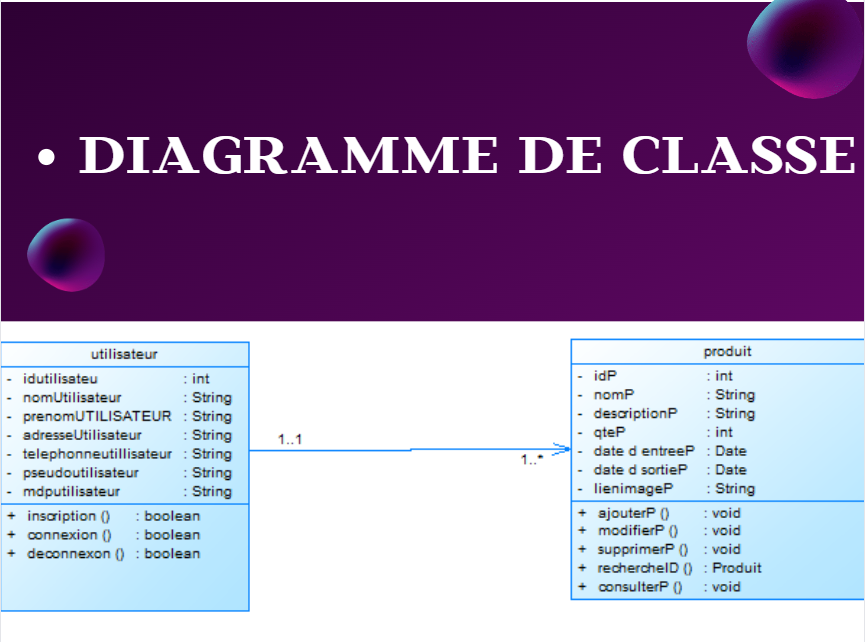 • DIAGRAMME DE CLASSE
utilisateur
- idutilisateu : int
- nomUtilisateur : String
- prenomUTILISATEUR : String
- adresseUtilisateur : String
- telephonneutillisateur : String
- pseudoutilisateur : String
- mdputilisateur : String
+ inscription () : boolean
+ connexion () : boolean
+ deconnexon () : boolean
1..1
1..*
produit
- idP : int
- nomP : String
- descriptionP : String
- qteP : int
- date d entreeP : Date
- date d sortieP : Date
- lienimageP : String
+ ajouterP () : void
+ modifierP () : void
+ supprimerP () : void
+ rechercheID () : Produit
+ consulterP () : void